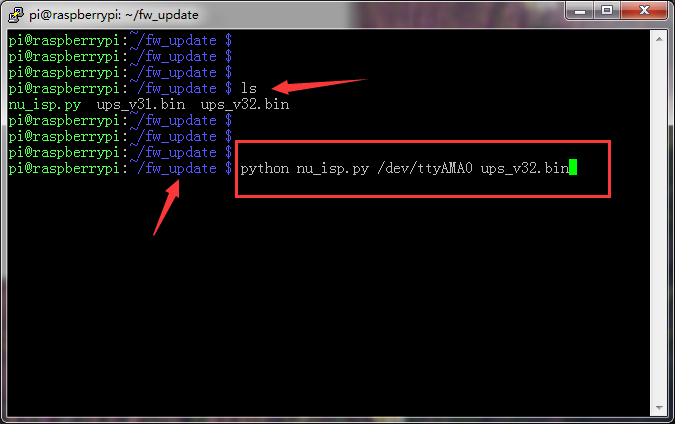 pi@raspberrypi: ~/fw_update
pi@raspberrypi: ~/fw_update $
pi@raspberrypi: ~/fw_update $
pi@raspberrypi: ~/fw_update $
pi@raspberrypi: ~/fw_update $ ls
nu_isp.py ups_v31.bin ups_v32.bin
pi@raspberrypi: ~/fw_update $
pi@raspberrypi: ~/fw_update $
pi@raspberrypi: ~/fw_update $
pi@raspberrypi: ~/fw_update $ python nu_isp.py /dev/ttyAMA0 ups_v32.bin